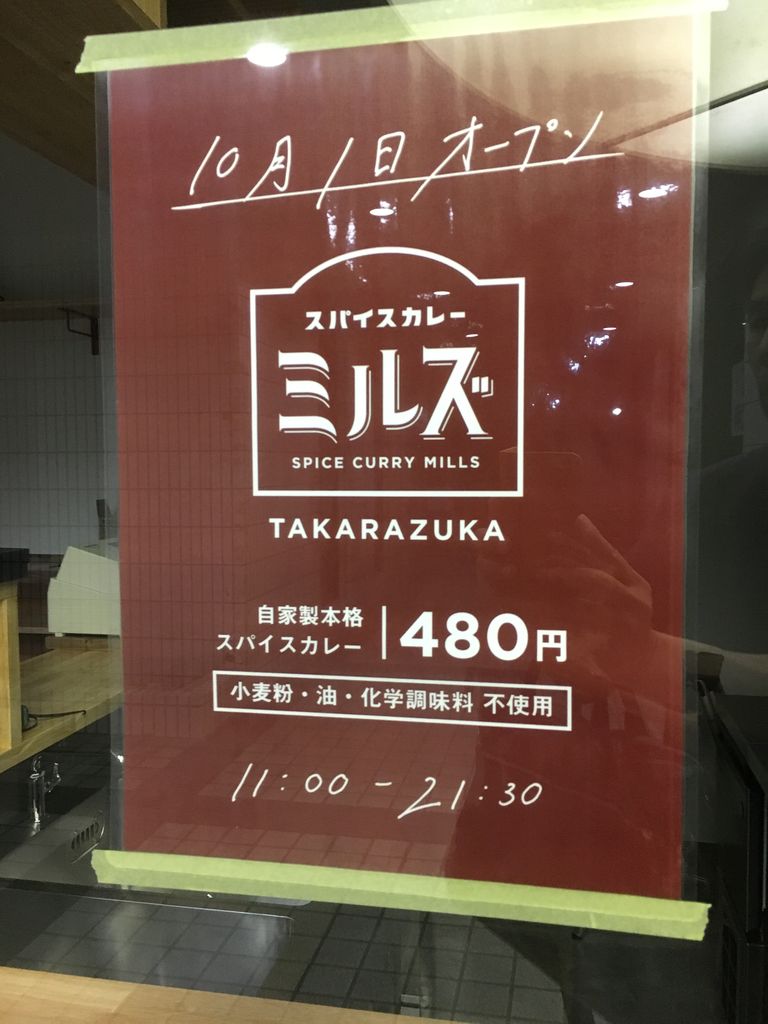 10月1日オープン
スパイスカレー
ミルズ
SPICE CURRY MILLS
TAKARAZUKA
自家製本格
スパイスカレー
480円
小麦粉・油・化学調味料 不使用
11:00-21:30